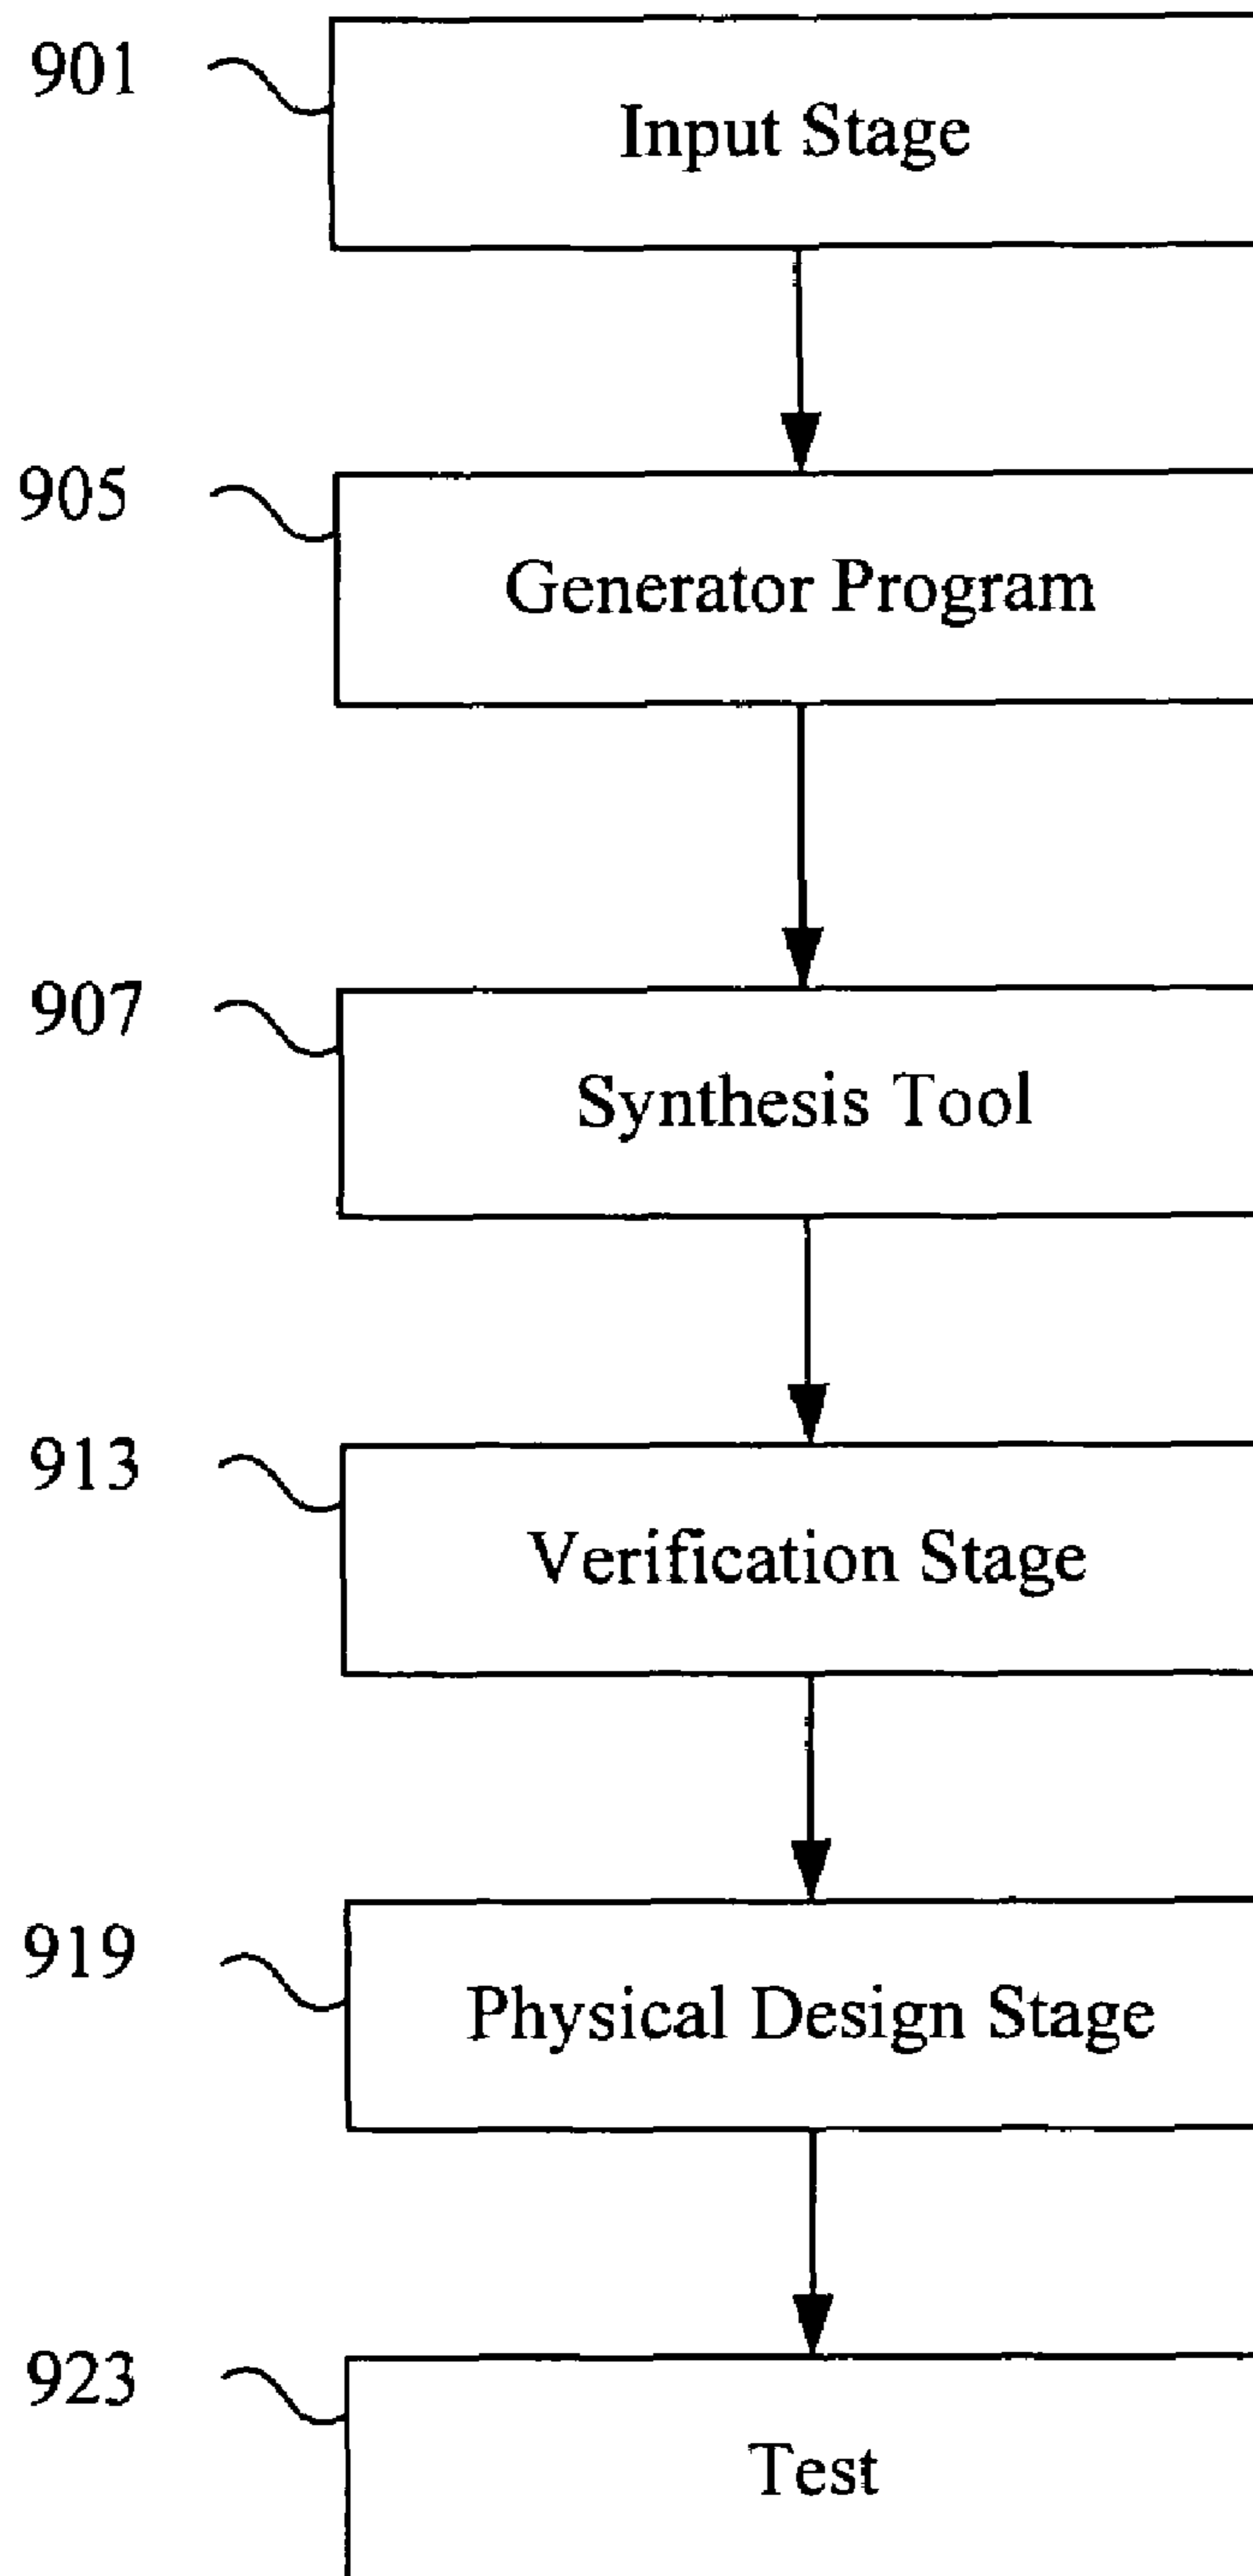 901
Input Stage
905
Generator Program
907
Synthesis Tool
913
Verification Stage
919
Physical Design Stage
923
Test